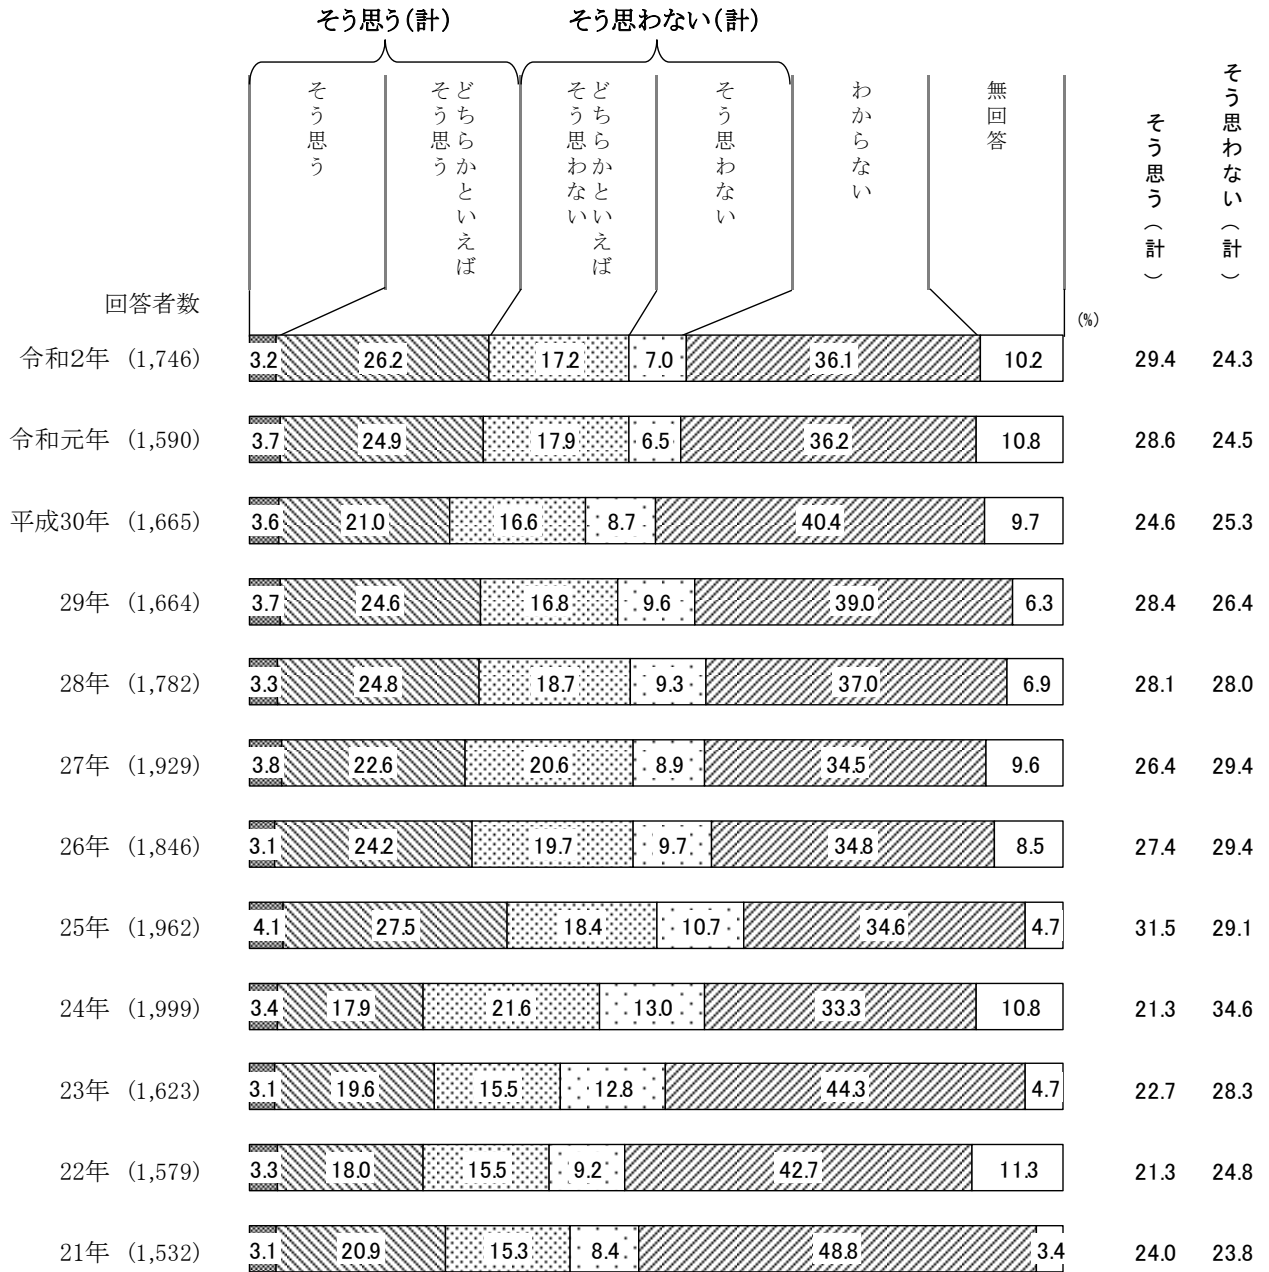 そう思う(計) そう思わない(計)
そう思う
どちらかといえば
そう思う
どちらかといえば
そう思わない
そう思わない
わからない
無回答
そう思う(計)
そう思わない(計)
回答者数
(%)
令和2年 (1,746) 3.2 26.2 17.2 7.0 36.1 10.2 29.4 24.3
令和元年 (1,590) 3.7 24.9 17.9 6.5 36.2 10.8 28.6 24.5
平成30年 (1,665) 3.6 21.0 16.6 8.7 40.4 9.7 24.6 25.3
29年 (1,664) 3.7 24.6 16.8 9.6 39.0 6.3 28.4 26.4
28年 (1,782) 3.3 24.8 18.7 9.3 37.0 6.9 28.1 28.0
27年 (1,929) 3.8 22.6 20.6 8.9 34.5 9.6 26.4 29.4
26年 (1,846) 3.1 24.2 19.7 9.7 34.8 8.5 27.4 29.4
25年 (1,962) 4.1 27.5 18.4 10.7 34.6 4.7 31.5 29.1
24年 (1,999) 3.4 17.9 21.6 13.0 33.3 10.8 21.3 34.6
23年 (1,623) 3.1 19.6 15.5 12.8 44.3 4.7 22.7 28.3
22年 (1,579) 3.3 18.0 15.5 9.2 42.7 11.3 21.3 24.8
21年 (1,532) 3.1 20.9 15.3 8.4 48.8 3.4 24.0 23.8